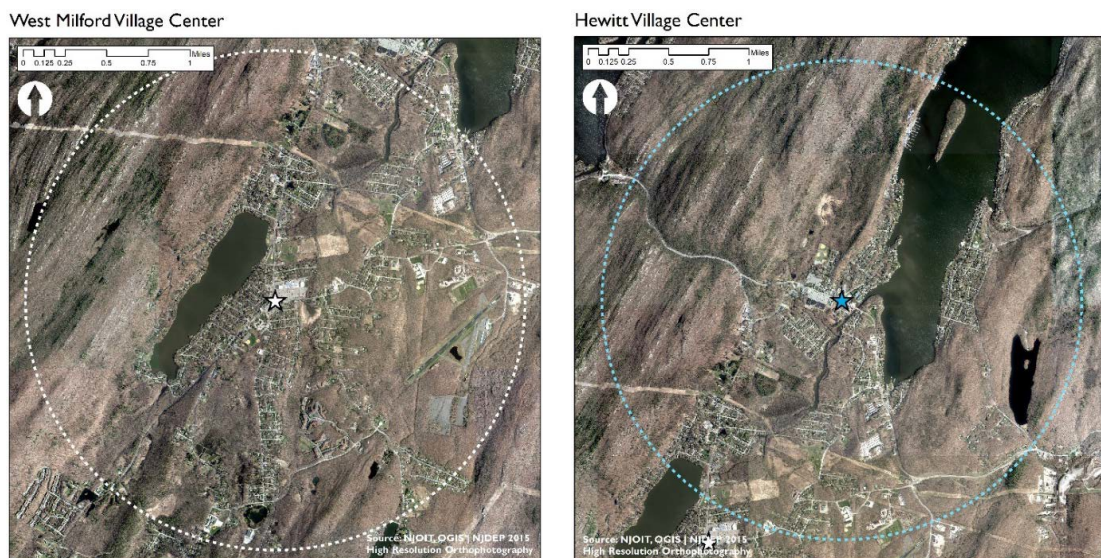 West Milford Village Center
Miles
0 0.125 0.25 0.5 0.75 1
Source: NJOIT, OGIS | NJDEP 2015
High Resolution Orthophotography
Hewitt Village Center
Miles
0 0.125 0.25 0.5 0.75 1
Source: NJOIT, OGIS | NJDEP 2015
High Resolution Orthophotography